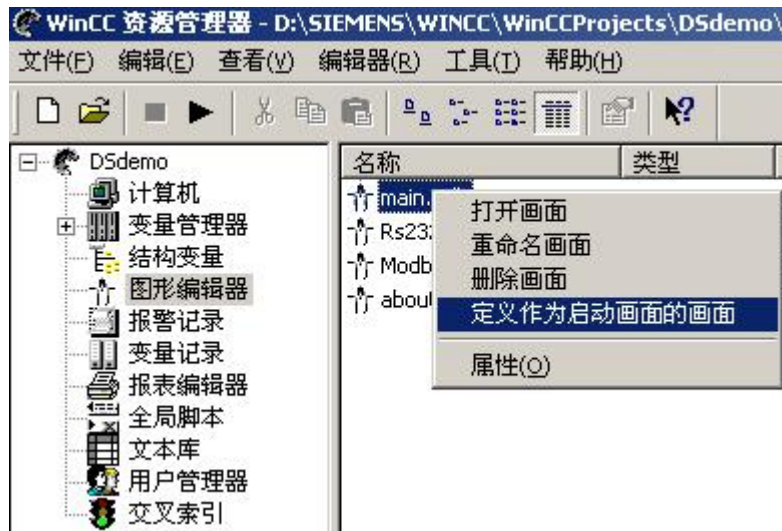 WinCC 资源管理器 - D:\SIEMENS\WINCC\WinCCProjects\DSdemo\
文件(F) 编辑(E) 查看(V) 编辑器(R) 工具(T) 帮助(H)
DSdemo
计算机
变量管理器
结构变量
图形编辑器
报警记录
变量记录
报表编辑器
全局脚本
文本库
用户管理器
交叉索引
名称 类型
main.
Rs232
Modb
about
打开画面
重命名画面
删除画面
定义作为启动画面的画面
属性(O)